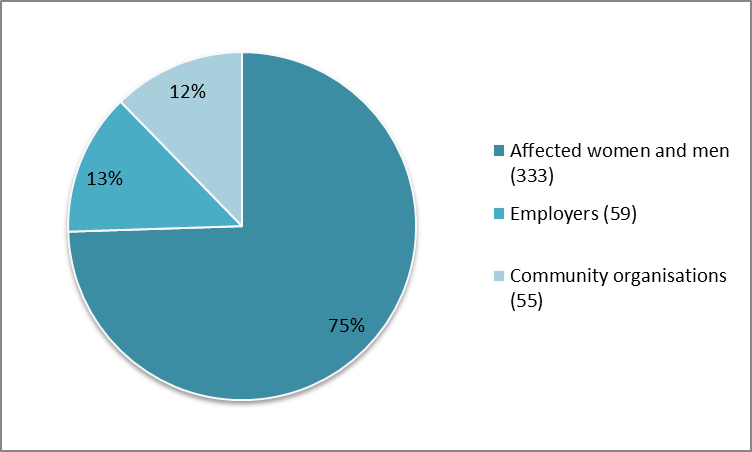 12%
13%
75%
Affected women and men
(333)
Employers (59)
Community organisations
(55)